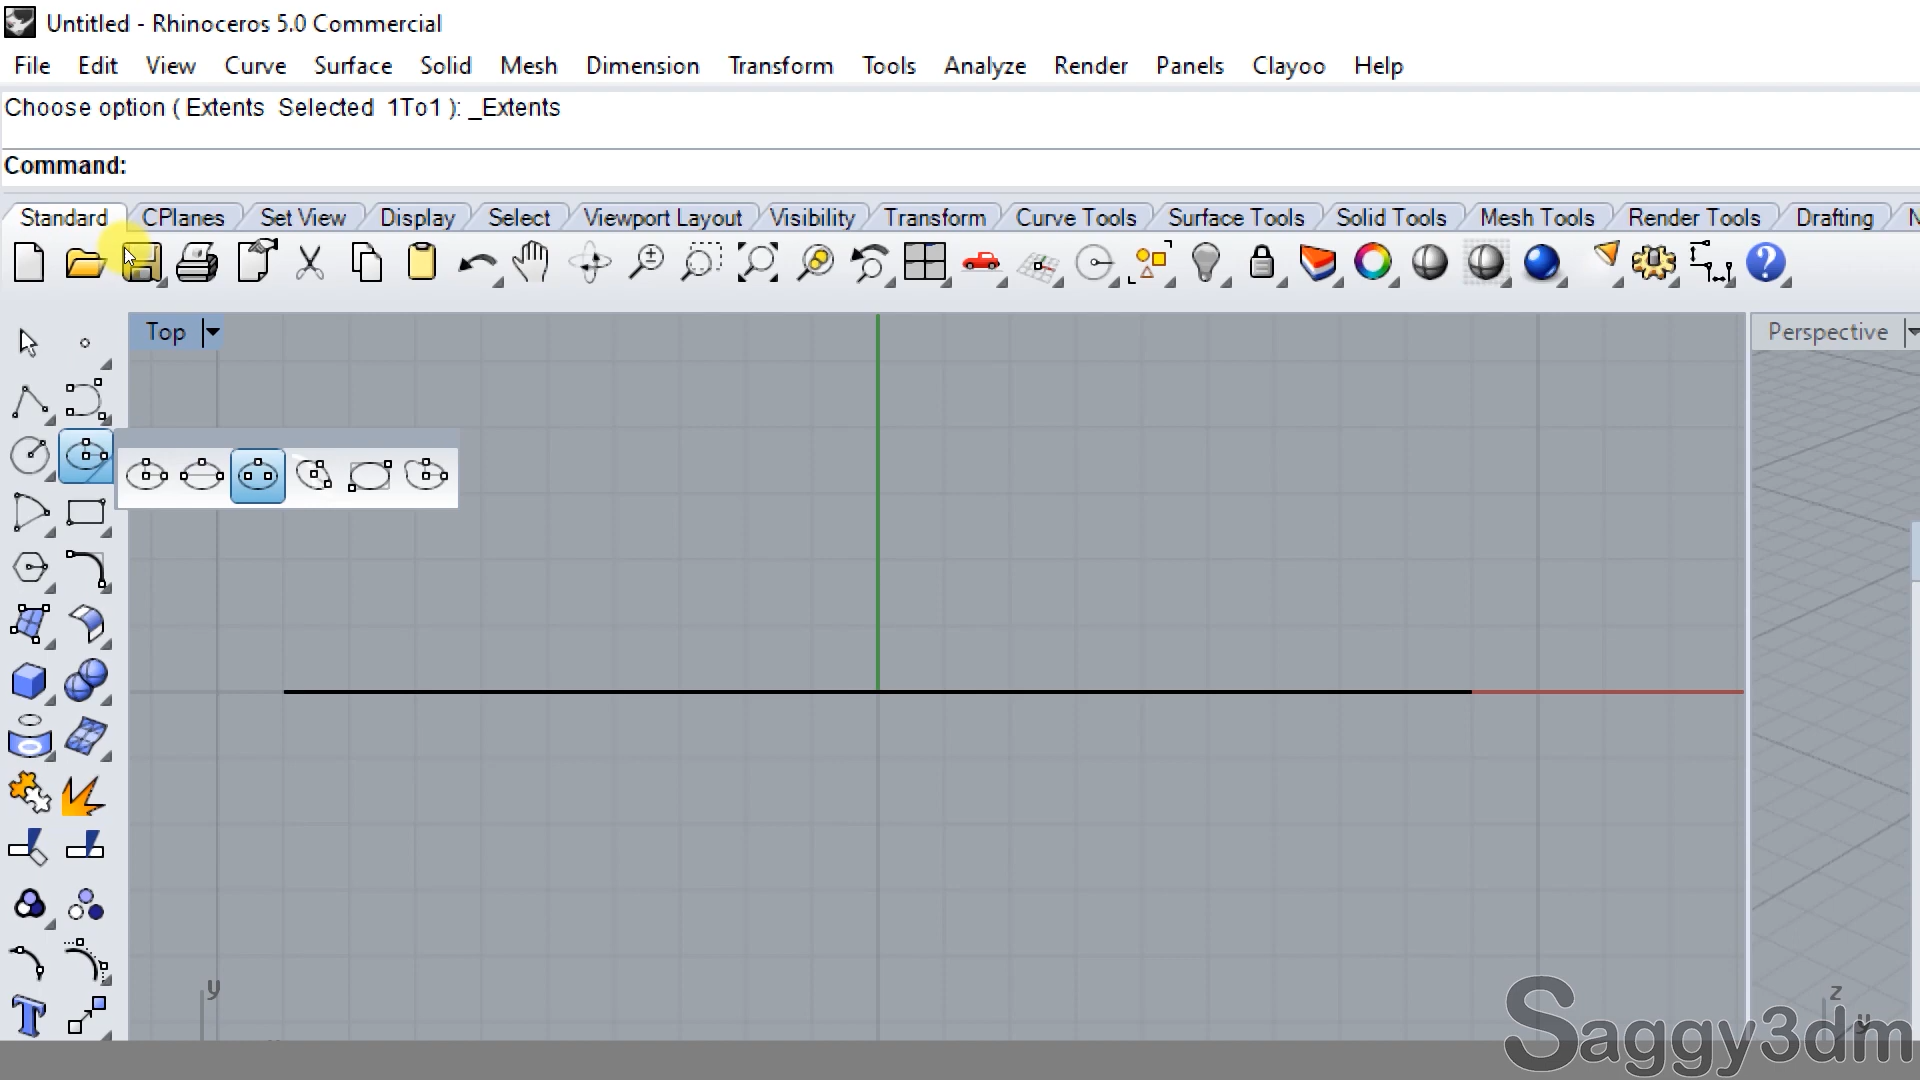 Untitled - Rhinoceros 5.0 Commercial
File Edit View Curve Surface Solid Mesh Dimension Transform Tools Analyze Render Panels Clayoo Help
Choose option ( Extents Selected 1To1 ): _Extents
Command:
Standard CPlanes Set View Display Select Viewport Layout Visibility Transform Curve Tools Surface Tools Solid Tools Mesh Tools Render Tools Drafting
Top
Perspective
y
z
y
Saggy3dm